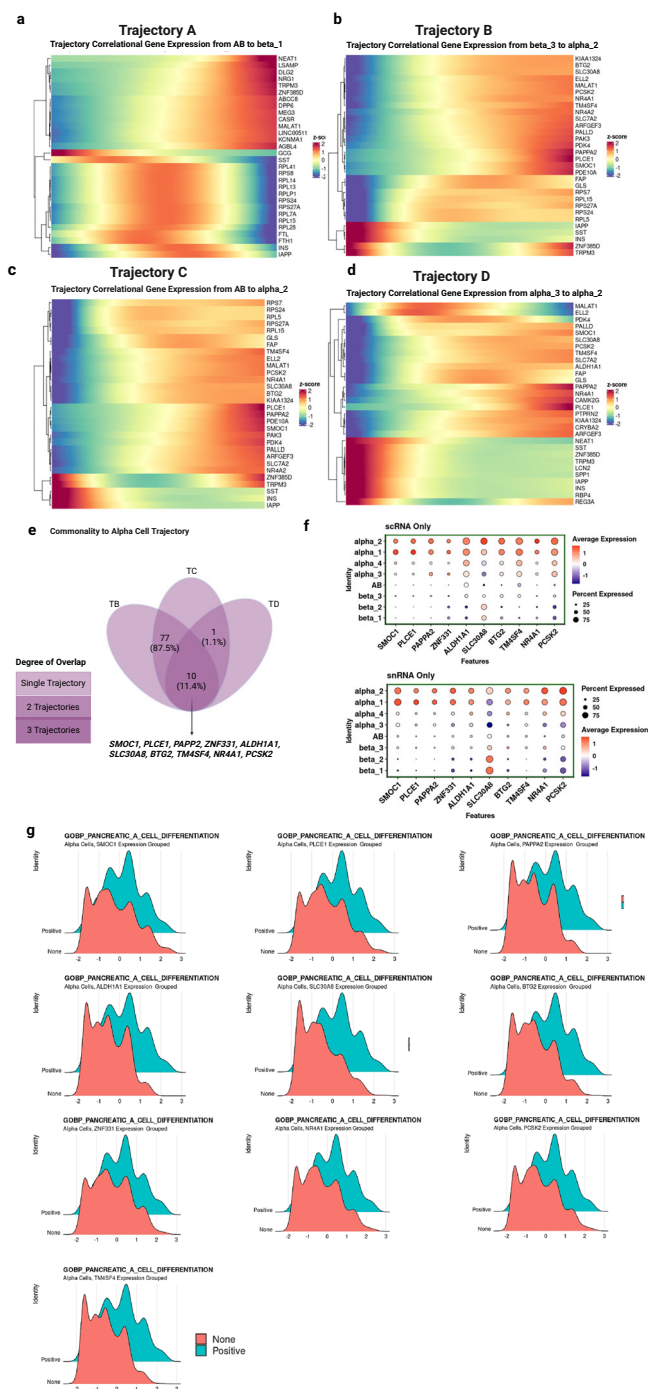 a
Trajectory A
Trajectory Correlational Gene Expression from AB to beta_1
NEAT1
LSAMP
DLG2
NRG1
TRPM3
ZNF385D
ABCC8
DPP6
MEG3
CASR
MALAT1
LINC00511
KCNMA1
AGBL4
GCG
SST
RPL41
RPS8
RPL14
RPL13
RPLP1
RPS24
RPS27A
RPL7A
RPL15
RPL28
FTL
FTH1
INS
IAPP
z-scı
2
1
0
-1
-2
b
Trajectory B
Trajectory Correlational Gene Expression from beta_3 to alpha_2
KIAA1324
BTG2
SLC30A8
ELL2
MALAT1
PCSK2
NR4A1
TM4SF4
NR4A2
SLC7A2
ARFGEF3
PALLD
PAK3
PDK4
PAPPA2
PLCE1
SMOC1
PDE10A
FAP
GLS
RPS7
RPL15
RPS27A
RPS24
RPL5
IAPP
SST
INS
ZNF385D
TRPM3
z-score
2
1
0
-1
-2
c
Trajectory C
Trajectory Correlational Gene Expression from AB to alpha_2
RPS7
RPS24
RPL5
RPS27A
RPL15
GLS
FAP
TM4SF4
ELL2
MALAT1
PCSK2
NR4A1
SLC30A8
BTG2
KIAA1324
PLCE1
PAPPA2
PDE10A
SMOC1
PAK3
PDK4
PALLD
ARFGEF3
SLC7A2
NR4A2
ZNF385D
TRPM3
SST
INS
IAPP
z-score
2
1
0
-1
-2
d
Trajectory D
Trajectory Correlational Gene Expression from alpha_3 to alpha_2
MALAT1
ELL2
PDK4
PALLD
SMOC1
SLC30A8
PCSK2
TM4SF4
SLC7A2
ALDH1A1
FAP
GLS
PAPPA2
NR4A1
CAMK2G
PLCE1
PTPRN2
KIAA1324
CRYBA2
ARFGEF3
NEAT1
SST
ZNF385D
TRPM3
LCN2
SPP1
IAPP
INS
RBP4
REG3A
z-score
2
1
0
-1
-2
e
Commonality to Alpha Cell Trajectory
TC
TB
TD
77
(87.5%)
1
(1.1%)
10
(11.4%)
Degree of Overlap
Single Trajectory
2 Trajectories
3 Trajectories
SMOC1, PLCE1, PAPP2, ZNF331, ALDH1A1,
SLC30A8, BTG2, TM4SF4, NR4A1, PCSK2
f
scRNA Only
Identity
alpha_2
alpha_1
alpha_4
alpha_3
AB
beta_3
beta_2
beta_1
SMOC1
PLCE1
PAPPA2
ZNF331
ALDH1A1
SLC30A8
BTG2
TM4SF4
NR4A1
PCSK2
Features
Average Expression
1
0
-1
Percent Expressed
25
50
75
snRNA Only
Identity
alpha_2
alpha_1
alpha_4
alpha_3
AB
beta_3
beta_2
beta_1
SMOC1
PLCE1
PAPPA2
ZNF331
ALDH1A1
SLC30A8
BTG2
TM4SF4
NR4A1
PCSK2
Features
Percent Expressed
25
50
75
Average Expression
1
0
-1
g
GOBP_PANCREATIC_A_CELL_DIFFERENTIATION
Alpha Cells, SMOC1 Expression Grouped
Identity
Positive
None
-2 -1 0 1 2 3
GOBP_PANCREATIC_A_CELL_DIFFERENTIATION
Alpha Cells, PLCE1 Expression Grouped
Identity
Positive
None
-2 -1 0 1 2 3
GOBP_PANCREATIC_A_CELL_DIFFERENTIATION
Alpha Cells, PAPPA2 Expression Grouped
Identity
Positive
None
-2 -1 0 1 2 3
GOBP_PANCREATIC_A_CELL_DIFFERENTIATION
Alpha Cells, ALDH1A1 Expression Grouped
Identity
Positive
None
-2 -1 0 1 2 3
GOBP_PANCREATIC_A_CELL_DIFFERENTIATION
Alpha Cells, SLC30A8 Expression Grouped
Identity
Positive
None
-2 -1 0 1 2 3
GOBP_PANCREATIC_A_CELL_DIFFERENTIATION
Alpha Cells, BTG2 Expression Grouped
Identity
Positive
None
-2 -1 0 1 2 3
GOBP_PANCREATIC_A_CELL_DIFFERENTIATION
Alpha Cells, ZNF331 Expression Grouped
Identity
Positive
None
-2 -1 0 1 2 3
GOBP_PANCREATIC_A_CELL_DIFFERENTIATION
Alpha Cells, NR4A1 Expression Grouped
Identity
Positive
None
-2 -1 0 1 2 3
GOBP_PANCREATIC_A_CELL_DIFFERENTIATION
Alpha Cells, PCSK2 Expression Grouped
Identity
Positive
None
-2 -1 0 1 2 3
GOBP_PANCREATIC_A_CELL_DIFFERENTIATION
Alpha Cells, TM4SF4 Expression Grouped
Identity
Positive
None
-2 -1 0 1 2 3
None
Positive